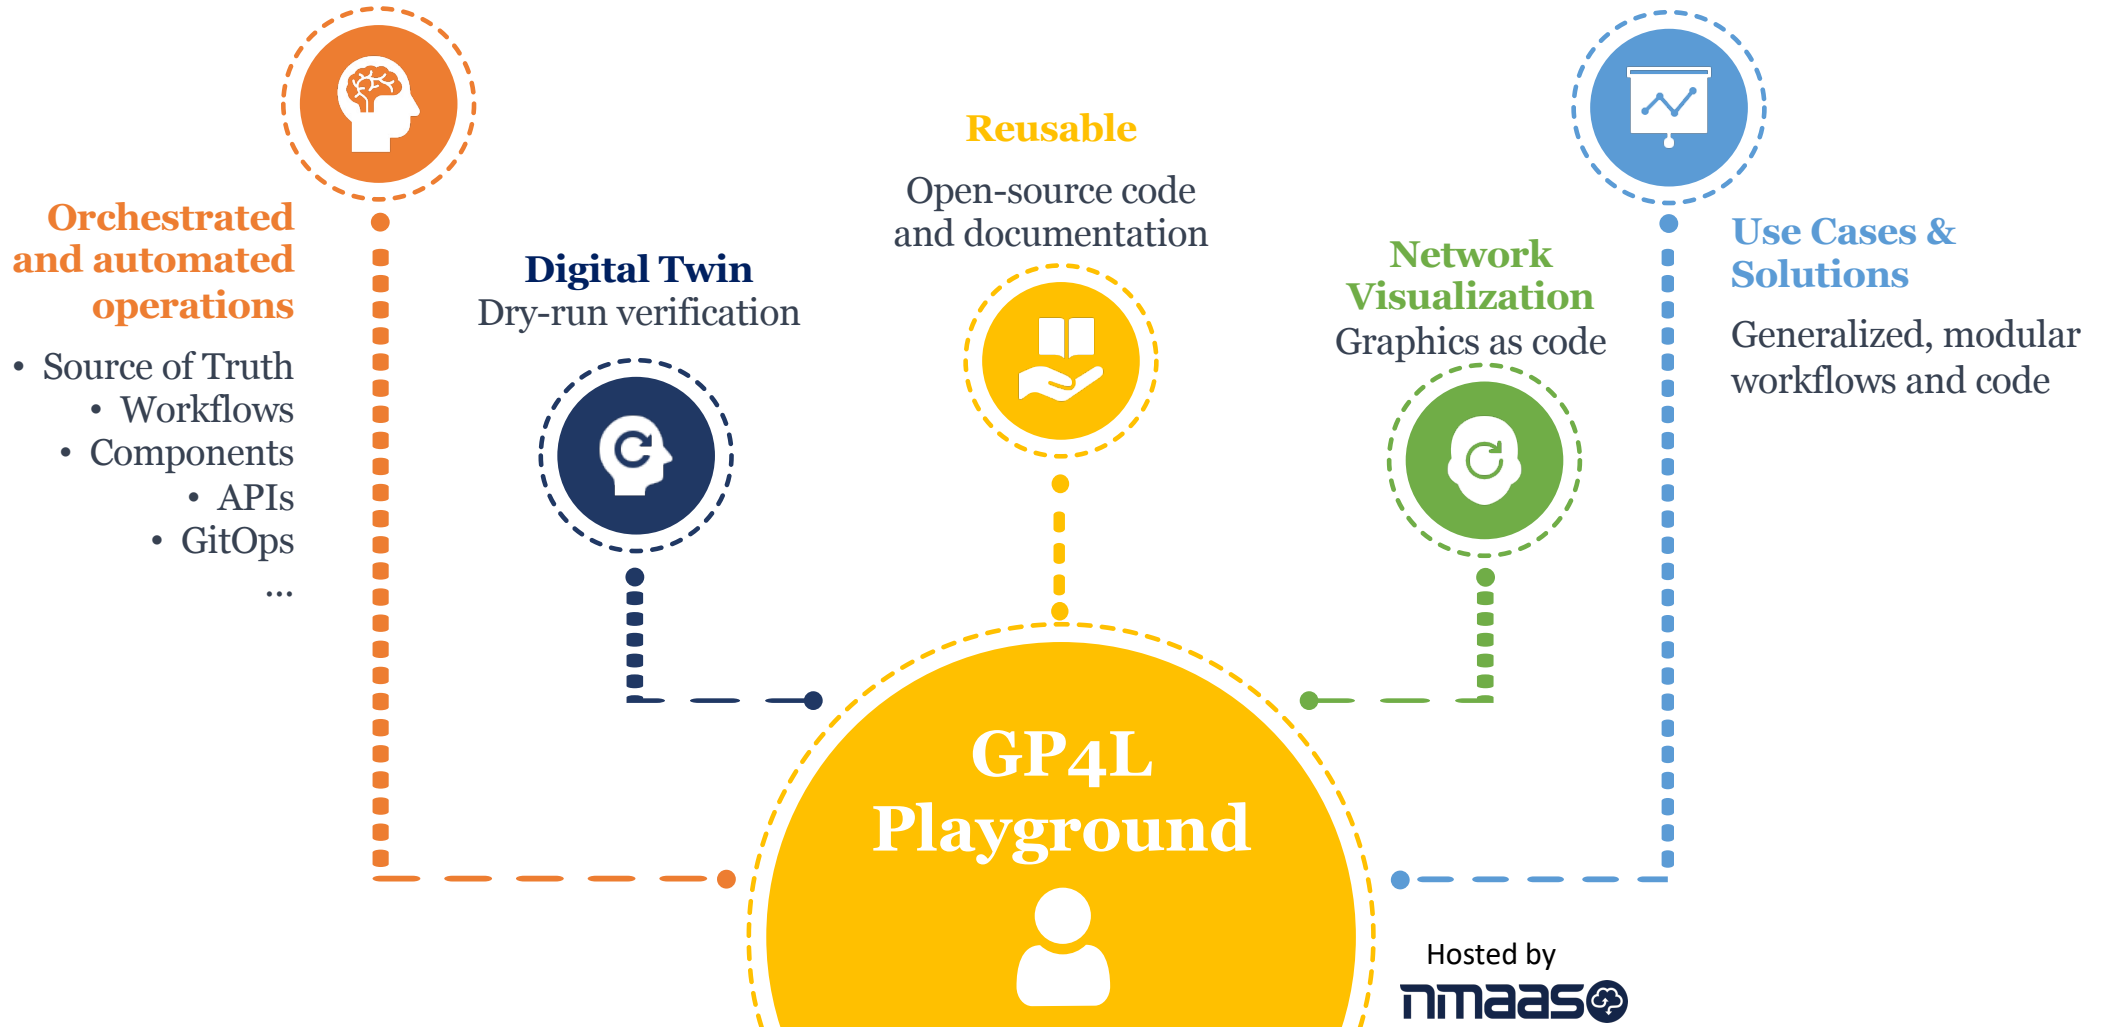 Orchestrated
and automated
operations
• Source of Truth
• Workflows
• Components
• APIs
• GitOps
...
Digital Twin
Dry-run verification
Reusable
Open-source code
and documentation
Network
Visualization
Graphics as code
Use Cases &
Solutions
Generalized, modular
workflows and code
GP4L
Playground
Hosted by
nmaas